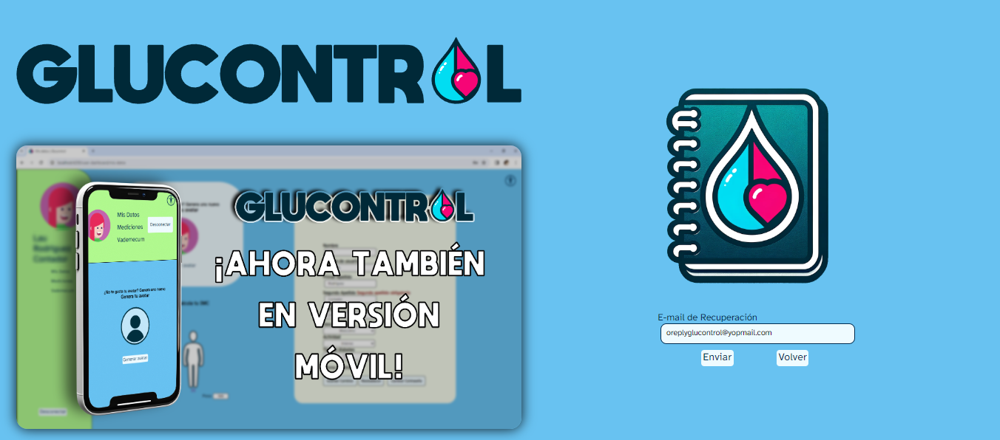 GLUCONTROL
Mis Datos
Mediciones
Desconectar
Vademecum
¿No te gusta tu avatar? Genera uno nuevo
Genera tu avatar
Generar avatar
GLUCONTROL
¡AHORA TAMBIÉN
EN VERSIÓN
MÓVIL!
E-mail de Recuperación
oreplyglucontrol@yopmail.com
Enviar
Volver